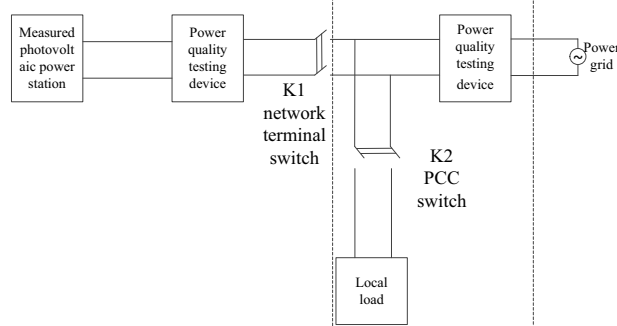 Measured
photovolt
aic power
station
Power
quality
testing
device
K1
network
terminal
switch
Power
quality
testing
device
Power
grid
K2
PCC
switch
Local
load